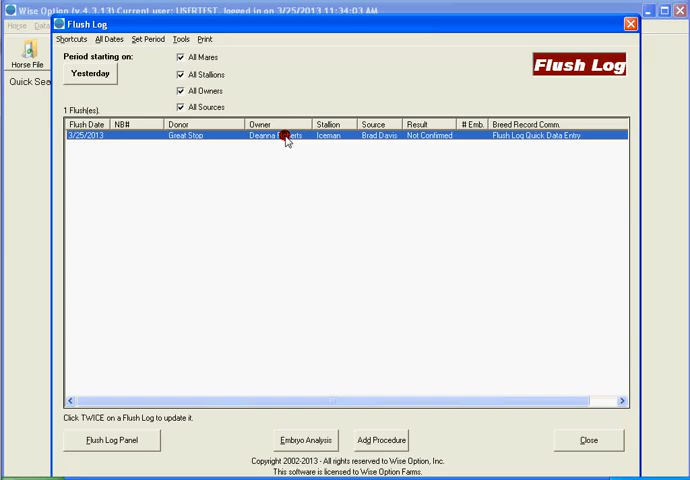 Wise Option (v.4.3.13) Current user: USERTEST, logged in on 3/25/2013 11:34:03 AM
Horse
Horse File
Quick Sea
Flush Log
Shortcuts All Dates Set Period Tools Print
Period starting on:
Yesterday
All Mares
All Stallions
All Owners
All Sources
Flush Log
1 Flush(es).
Flush Date NB# Donor Owner Stallion Source Result # Emb. Breed Record Comm.
3/25/2013 Great Stop Deanna Iceman Brad Davis Not Confirmed Flush Log Quick Data Entry
Click TWICE on a Flush Log to update it.
Flush Log Panel Embryo Analysis Add Procedure Close
Copyright 2002-2013 - All rights reserved to Wise Option, Inc.
This software is licensed to Wise Option Farms.